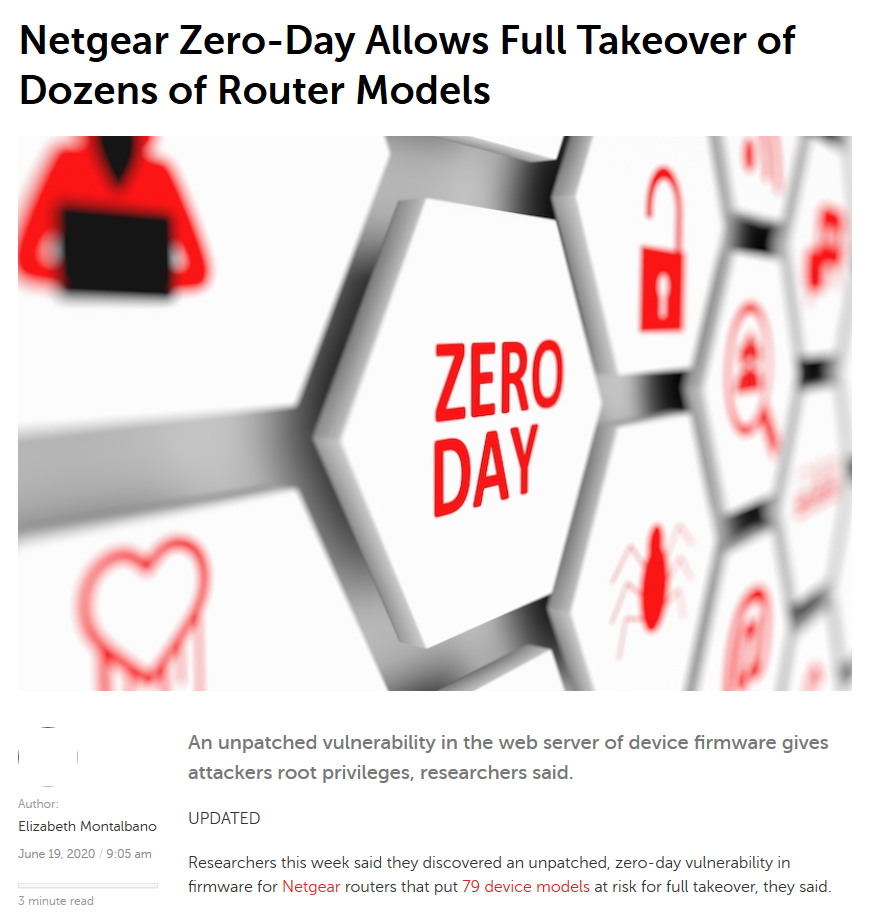 Netgear Zero-Day Allows Full Takeover of
Dozens of Router Models
ZERO
DAY
An unpatched vulnerability in the web server of device firmware gives
attackers root privileges, researchers said.
Author:
Elizabeth Montalbano
June 19, 2020 / 9:05 am
3 minute read
UPDATED
Researchers this week said they discovered an unpatched, zero-day vulnerability in
firmware for Netgear routers that put 79 device models at risk for full takeover, they said.